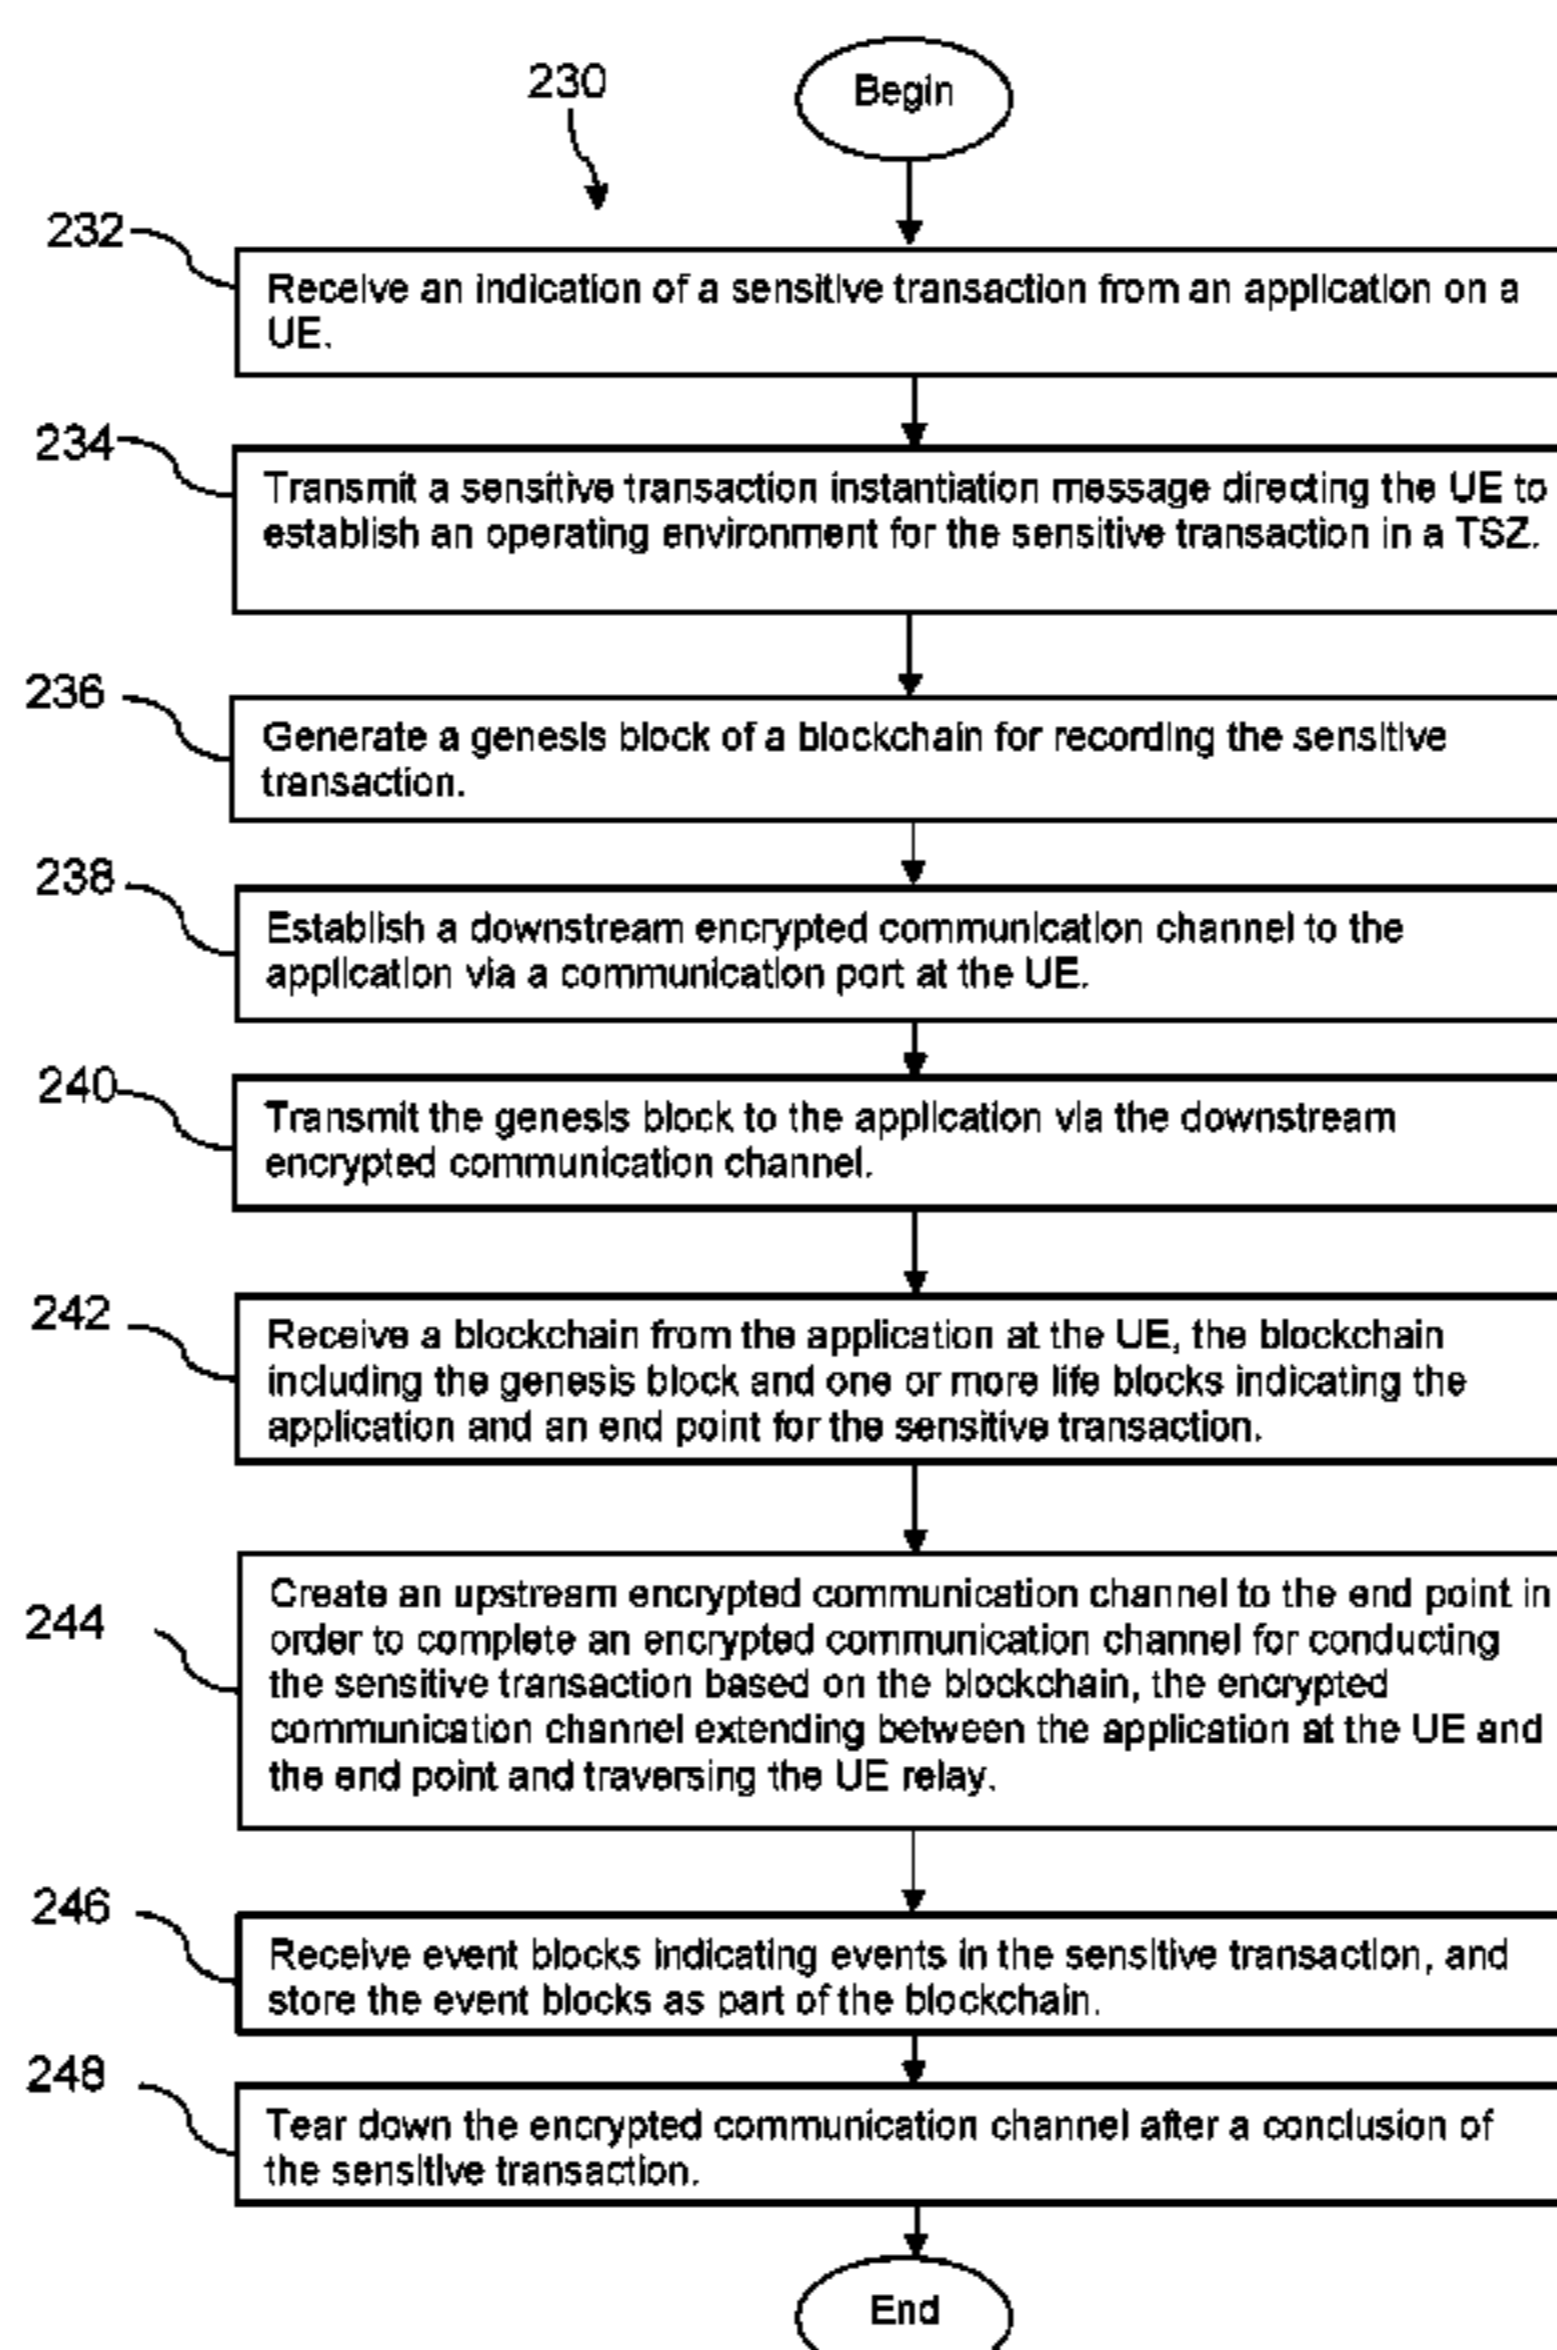 230
Begin
232
Receive an indication of a sensitive transaction from an application on a
UE.
234
Transmit a sensitive transaction instantiation message directing the UE to
establish an operating environment for the sensitive transaction in a TSZ.
236
Generate a genesis block of a blockchain for recording the sensitive
transaction.
238
Establish a downstream encrypted communication channel to the
application via a communication port at the UE.
240
Transmit the genesis block to the application via the downstream
encrypted communication channel.
242
Receive a blockchain from the application at the UE, the blockchain
including the genesis block and one or more life blocks indicating the
application and an end point for the sensitive transaction.
244
Create an upstream encrypted communication channel to the end point in
order to complete an encrypted communication channel for conducting
the sensitive transaction based on the blockchain, the encrypted
communication channel extending between the application at the UE and
the end point and traversing the UE relay.
246
Receive event blocks indicating events in the sensitive transaction, and
store the event blocks as part of the blockchain.
248
Tear down the encrypted communication channel after a conclusion of
the sensitive transaction.
End